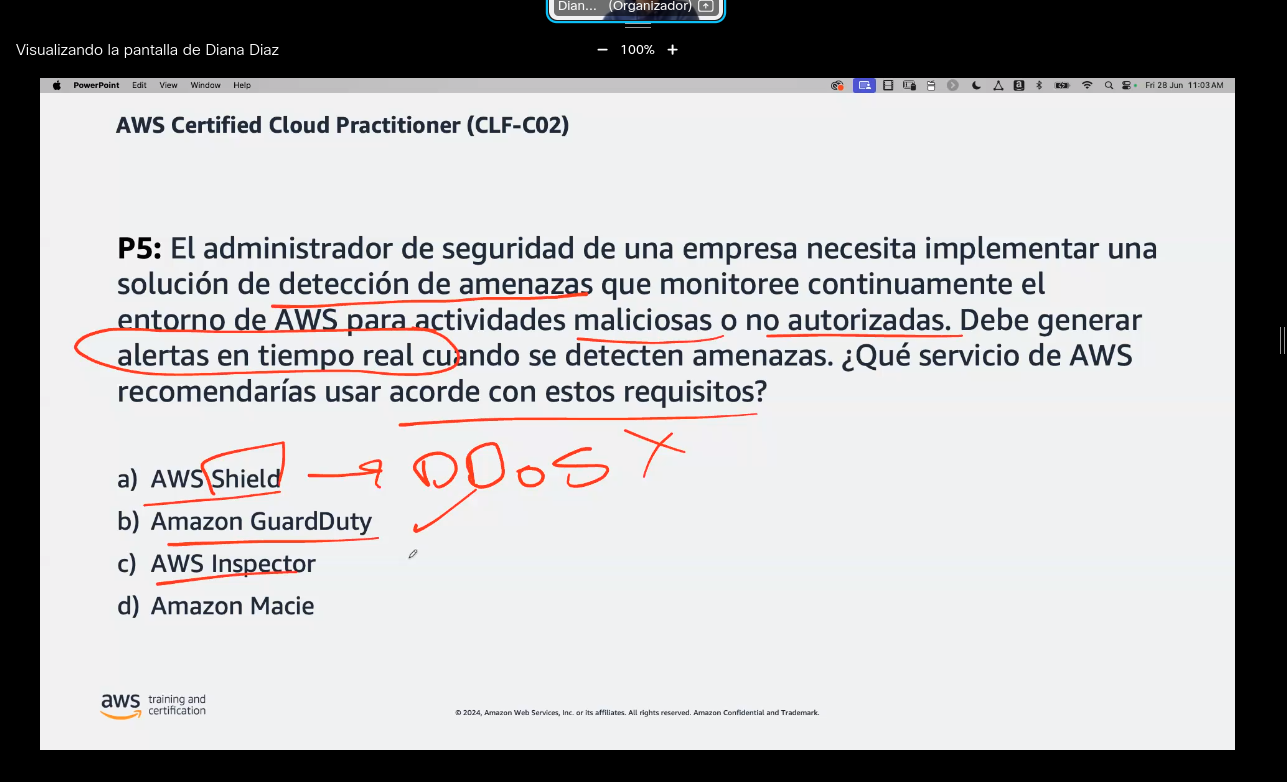 Dian... (Organizador)
Visualizando la pantalla de Diana Diaz
− 100% +
PowerPoint Edit View Window Help
Fri 28 Jun 11:03 AM
AWS Certified Cloud Practitioner (CLF-C02)
P5: El administrador de seguridad de una empresa necesita implementar una
solución de detección de amenazas que monitoree continuamente el
entorno de AWS para actividades maliciosas o no autorizadas. Debe generar
alertas en tiempo real cuando se detecten amenazas. ¿Qué servicio de AWS
recomendarías usar acorde con estos requisitos?
a) AWS Shield → DDoS X
b) Amazon GuardDuty
c) AWS Inspector
d) Amazon Macie
aws training and
certification
© 2024, Amazon Web Services, Inc. or its affiliates. All rights reserved. Amazon Confidential and Trademark.